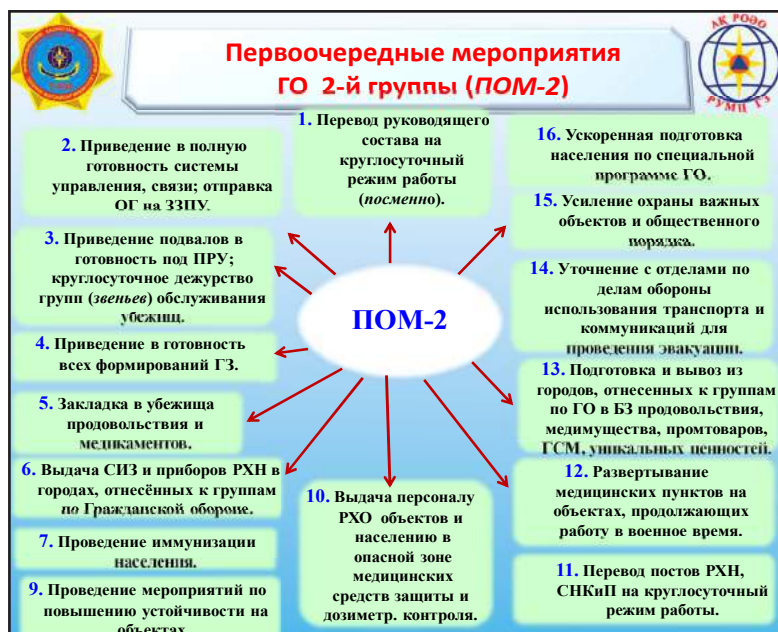 Первоочередные мероприятия
ГО 2-й группы (ПОМ-2)
АҚ РОӘО
РУМЦ ГЗ
1. Перевод руководящего
состава на
круглосуточный
режим работы
(посменно).
2. Приведение в полную
готовность системы
управления, связи; отправка
ОГ на ЗЗПУ.
3. Приведение подвалов в
готовность под ПРУ;
круглосуточное дежурство
групп (звеньев) обслуживания
убежищ.
4. Приведение в готовность
всех формирований ГЗ.
5. Закладка в убежища
продовольствия и
медикаментов.
6. Выдача СИЗ и приборов РХН в
городах, отнесённых к группам
по Гражданской обороне.
7. Проведение иммунизации
населения.
9. Проведение мероприятий по
повышению устойчивости на
объектах
ПОМ-2
10. Выдача персоналу
РХО объектов и
населению в
опасной зоне
медицинских
средств защиты и
дозиметр. контроля.
16. Ускоренная подготовка
населения по специальной
программе ГО.
15. Усиление охраны важных
объектов и общественного
порядка.
14. Уточнение с отделами по
делам обороны
использования транспорта и
коммуникаций для
проведения эвакуации.
13. Подготовка и вывоз из
городов, отнесенных к группам
по ГО в БЗ продовольствия,
медимущества, промтоваров,
ГСМ, уникальных ценностей.
12. Развертывание
медицинских пунктов на
объектах, продолжающих
работу в военное время.
11. Перевод постов РХН,
СНКиП на круглосуточный
режим работы.